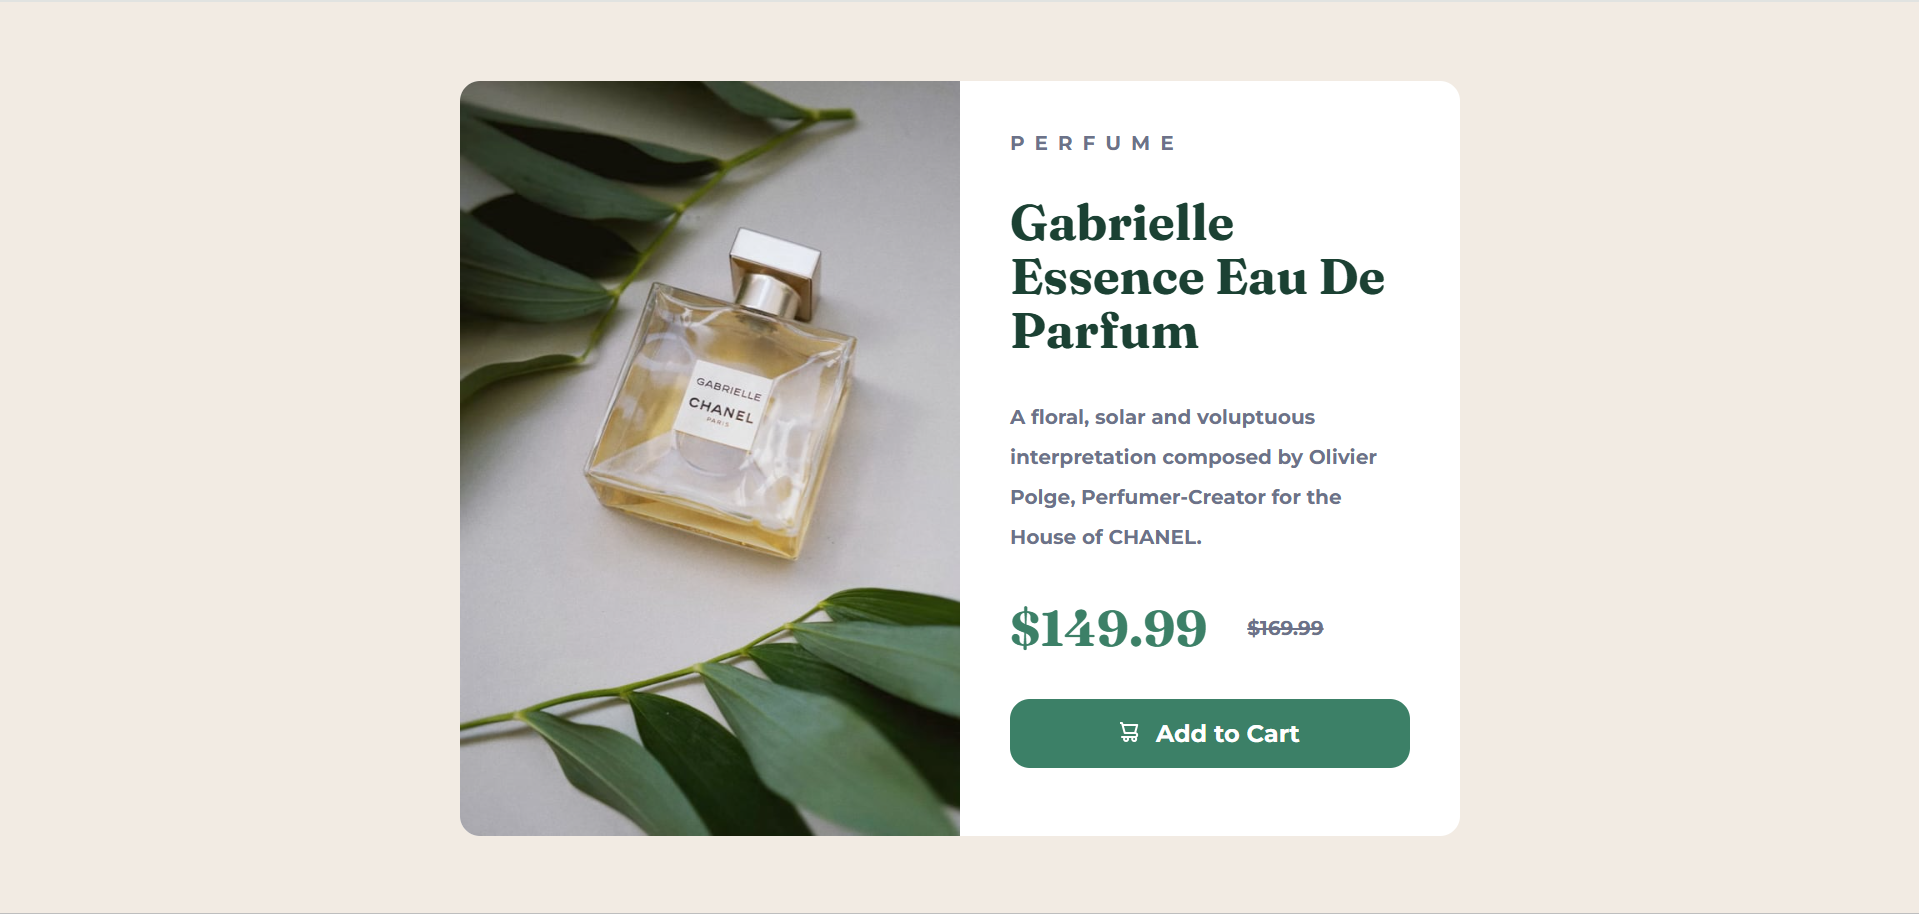 GABRIELLE
CHANEL
PARIS
PERFUME
Gabrielle
Essence Eau De
Parfum
A floral, solar and voluptuous
interpretation composed by Olivier
Polge, Perfumer-Creator for the
House of CHANEL.
$149.99 $169.99
Add to Cart